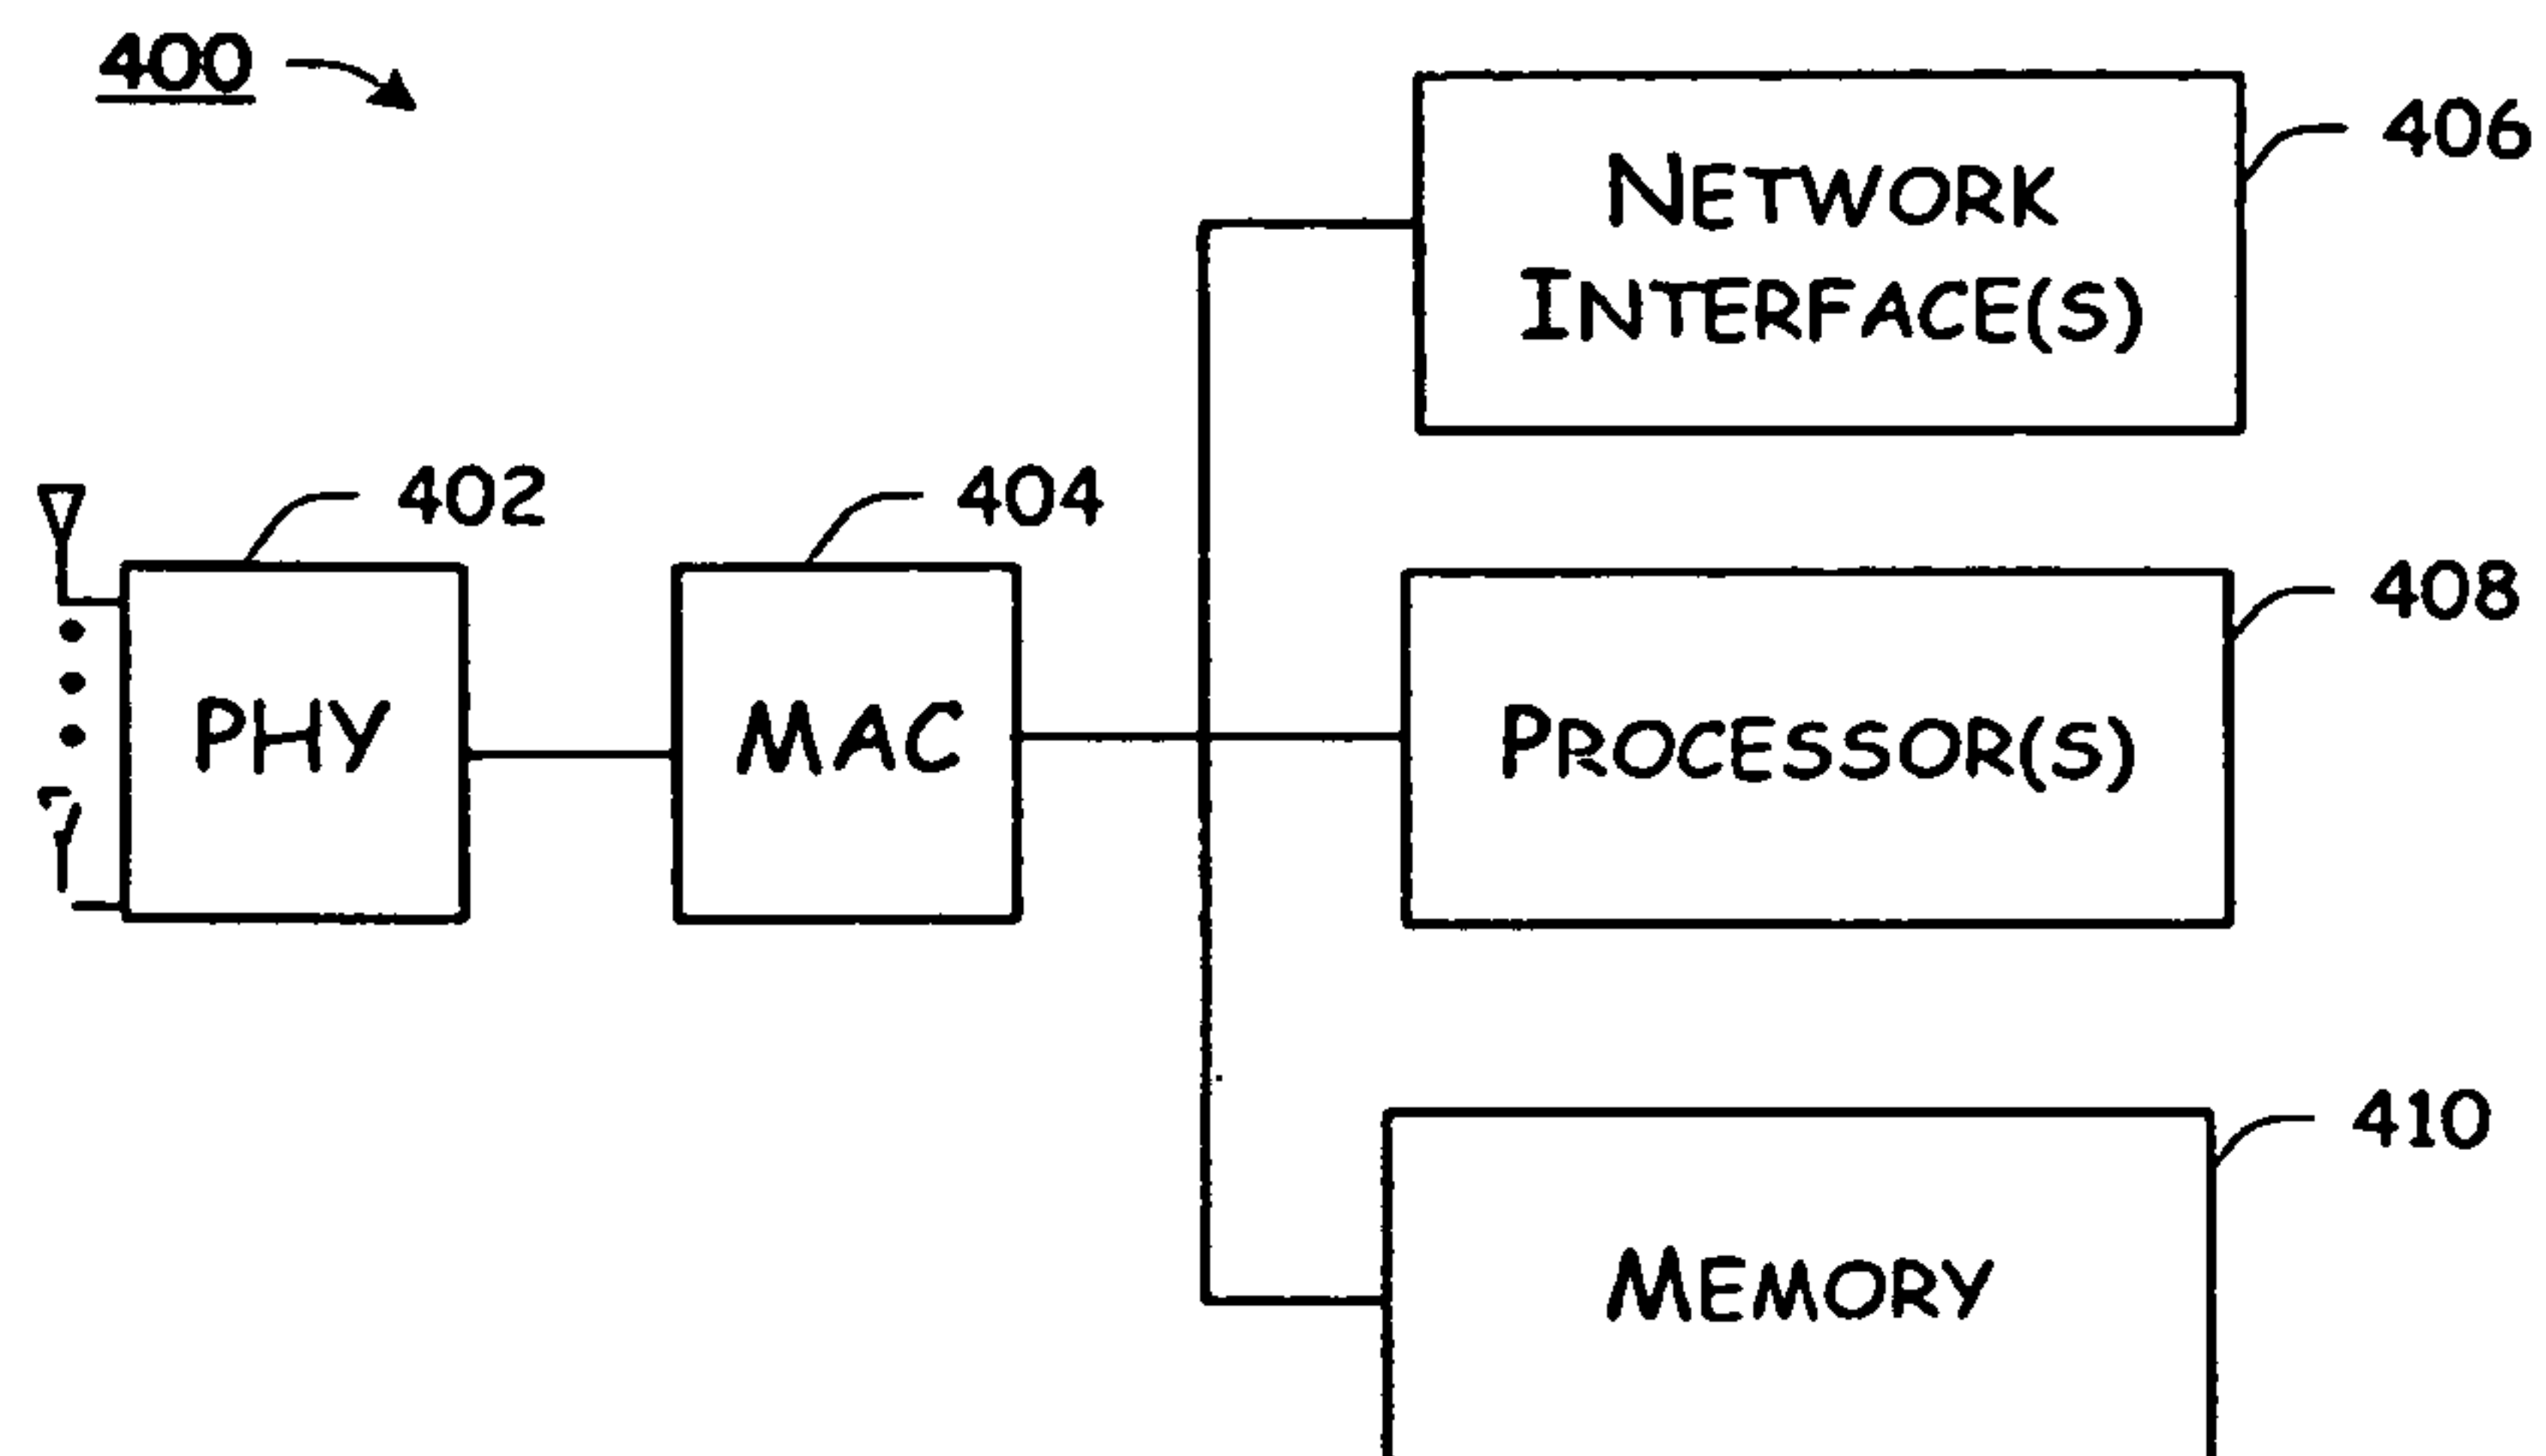 400
NETWORK
INTERFACE(S)
406
402
404
408
PHY
MAC
PROCESSOR(S)
410
MEMORY